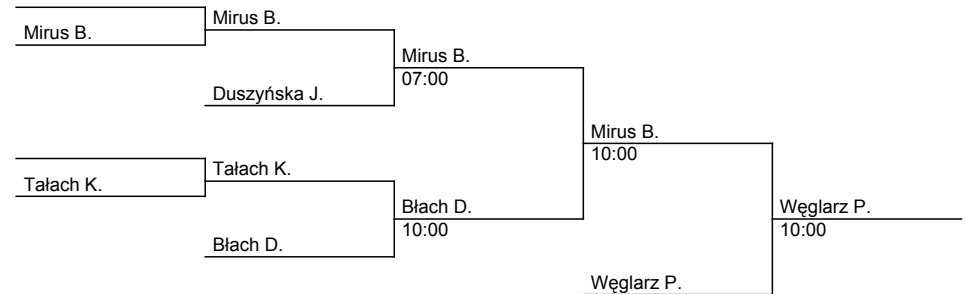 Mirus B.
Mirus B.
Mirus B.
07:00
Duszyńska J.
Mirus B.
10:00
Tałach K.
Tałach K.
Błach D.
10:00
Węglarz P.
10:00
Błach D.
Węglarz P.